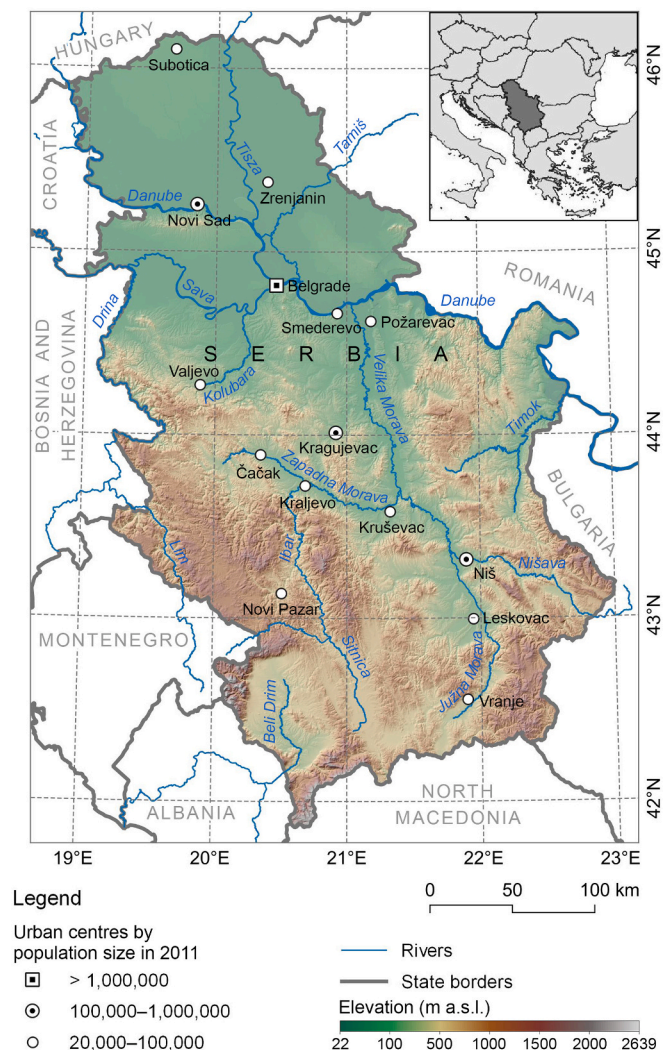 HUNGARY
46°N
Subotica
CROATIA
Tisza
Tamiš
Zrenjanin
Danube
Novi Sad
45°N
ROMANIA
Drina
Sava
Belgrade
Danube
Smederevo
Požarevac
SERBIA
BOSNIA AND
HERZEGOVINA
Valjevo
Kolubara
Velika Morava
Timok
44°N
Kragujevac
Čačak
Zapadna Morava
Kraljevo
Kruševac
BULGARIA
Lim
Ibar
Niš
Nišava
Novi Pazar
Leskovac
43°N
MONTENEGRO
Sitnica
Južna Morava
Beli Drim
Vranje
ALBANIA
NORTH
MACEDONIA
42°N
19°E
20°E
21°E
22°E
23°E
Legend
0 50 100 km
Urban centres by
population size in 2011
> 1,000,000
100,000–1,000,000
20,000–100,000
Rivers
State borders
Elevation (m a.s.l.)
22 100 500 1000 1500 2000 2639